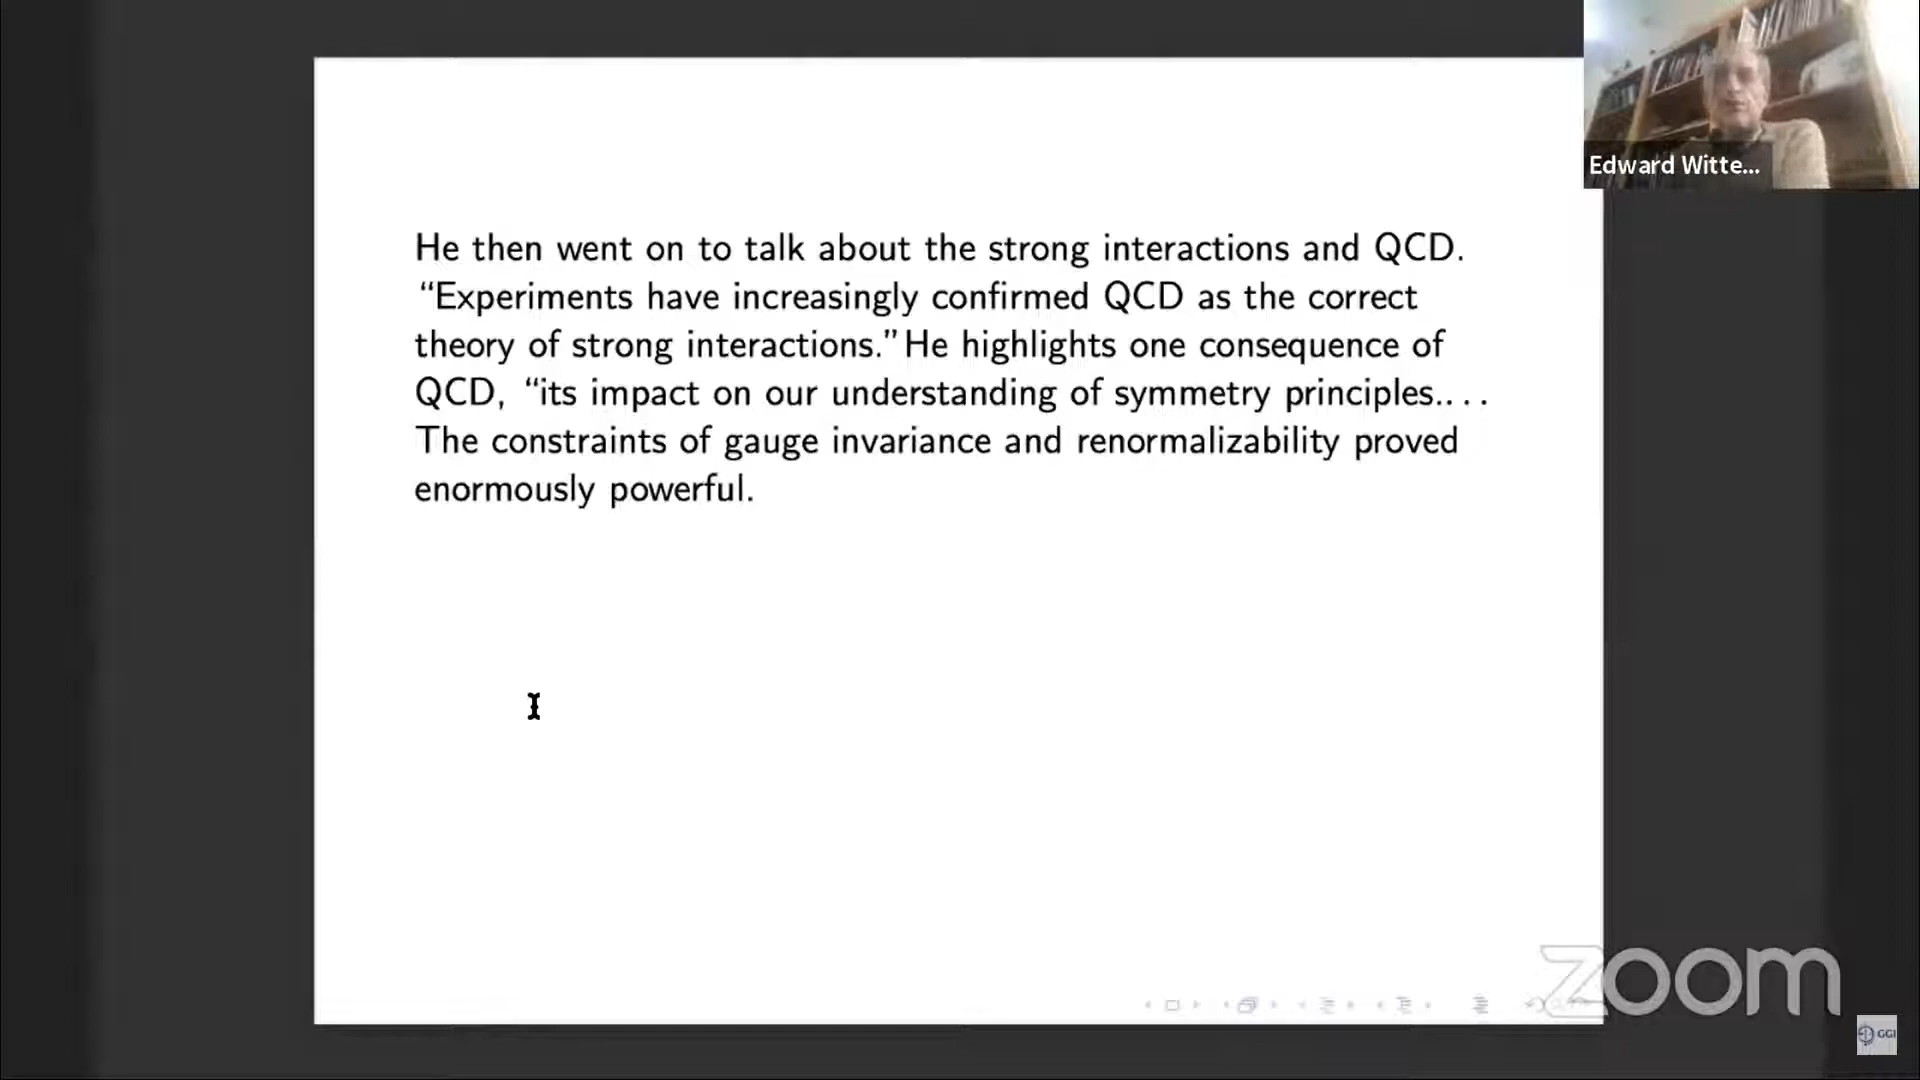 He then went on to talk about the strong interactions and QCD.
“Experiments have increasingly confirmed QCD as the correct
theory of strong interactions.” He highlights one consequence of
QCD, “its impact on our understanding of symmetry principles.. . .
The constraints of gauge invariance and renormalizability proved
enormously powerful.
Edward Witte...
zoom
GGI